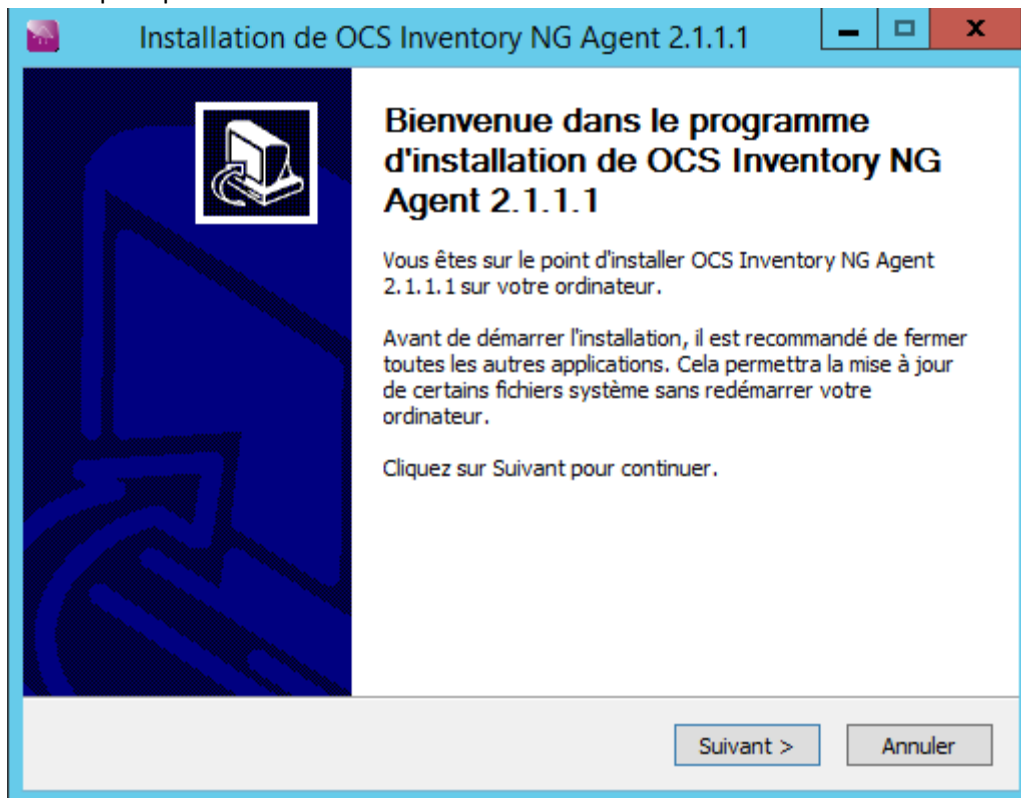 Installation de OCS Inventory NG Agent 2.1.1.1
Bienvenue dans le programme
d'installation de OCS Inventory NG
Agent 2.1.1.1
Vous êtes sur le point d'installer OCS Inventory NG Agent
2.1.1.1 sur votre ordinateur.
Avant de démarrer l'installation, il est recommandé de fermer
toutes les autres applications. Cela permettra la mise à jour
de certains fichiers système sans redémarrer votre
ordinateur.
Cliquez sur Suivant pour continuer.
Suivant >
Annuler